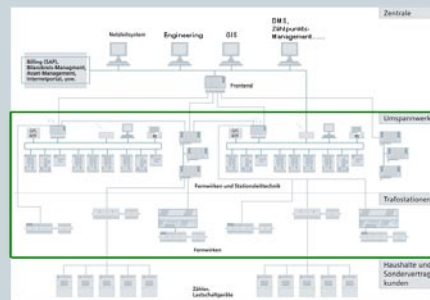 Zentrale
DMS,
Zählpunkts-
Management.....
Netzleitsystem
Engineering
GIS
Billing (SAP),
Bilanzkreis-Management,
Asset-Management,
Internetportal, usw.
Frontend
Umspannwerk
Fernwirken und Stationsleittechnik
Trafostationen
Fernwirken
Haushalte und
Sondervertrag
kunden
Zähler,
Lastschaltgeräte